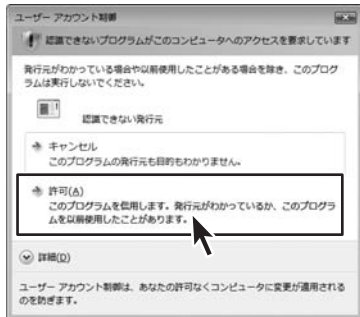 ユーザー アカウント制御
認識できないプログラムがこのコンピュータへのアクセスを要求しています
発行元がわかっている場合や以前使用したことがある場合を除き、このプログ
ラムは実行しないでください。
認識できない発行元
キャンセル
このプログラムの発行元も目的もわかりません。
許可(A)
このプログラムを信用します。発行元がわかっているか、このプログラ
ムを以前使用したことがあります。
詳細(D)
ユーザー アカウント制御は、あなたの許可なくコンピュータに変更が適用される
のを防ぎます。